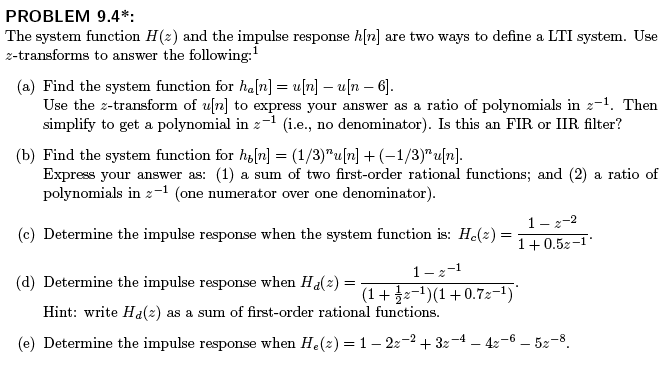 PROBLEM 9.4*:
The system function H(z) and the impulse response h[n] are two ways to define a LTI system. Use
z-transforms to answer the following:¹
(a) Find the system function for hₐ[n] = u[n] − u[n − 6].
Use the z-transform of u[n] to express your answer as a ratio of polynomials in z⁻¹. Then
simplify to get a polynomial in z⁻¹ (i.e., no denominator). Is this an FIR or IIR filter?
(b) Find the system function for h_b[n] = (1/3)ⁿu[n] + (−1/3)ⁿu[n].
Express your answer as: (1) a sum of two first-order rational functions; and (2) a ratio of
polynomials in z⁻¹ (one numerator over one denominator).
(c) Determine the impulse response when the system function is: H_c(z) = (1 − z⁻²)/(1 + 0.5z⁻¹).
(d) Determine the impulse response when H_d(z) = (1 − z⁻¹)/((1 + ½z⁻¹)(1 + 0.7z⁻¹)).
Hint: write H_d(z) as a sum of first-order rational functions.
(e) Determine the impulse response when Hₑ(z) = 1 − 2z⁻² + 3z⁻⁴ − 4z⁻⁶ − 5z⁻⁸.